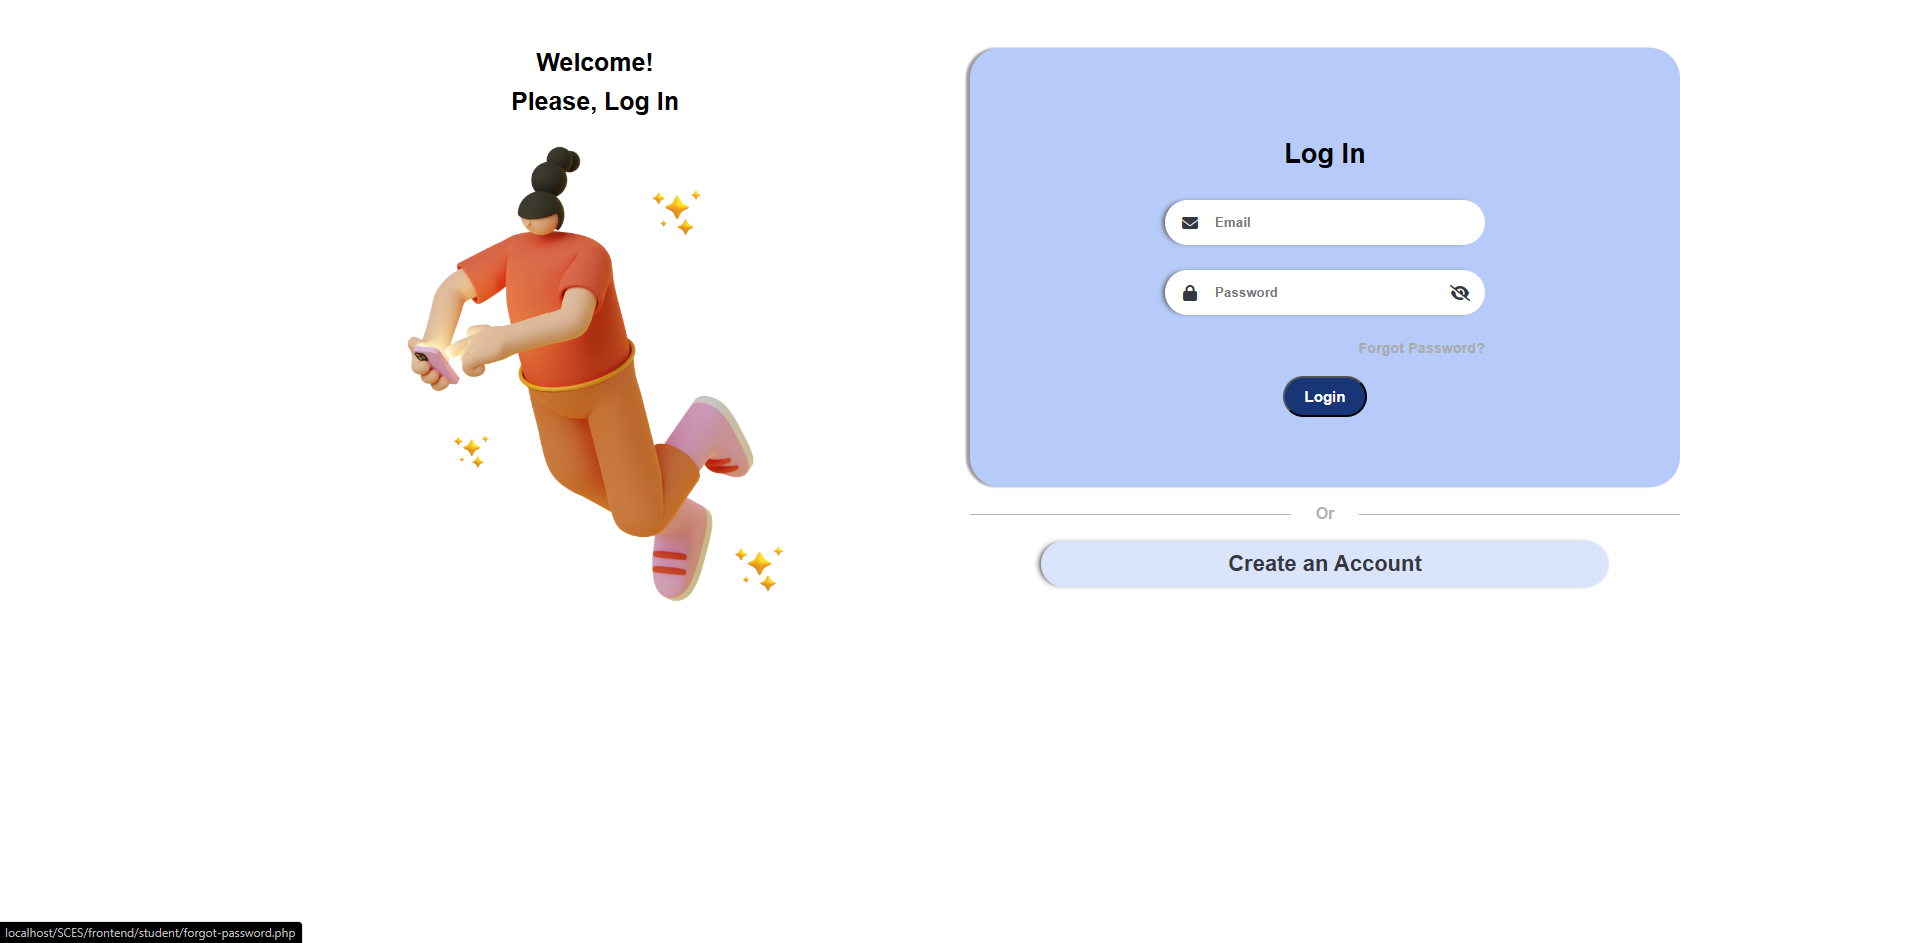 Welcome!
Please, Log In
Log In
Email
Password
Forgot Password?
Login
Or
Create an Account
localhost/SCES/frontend/student/forgot-password.php